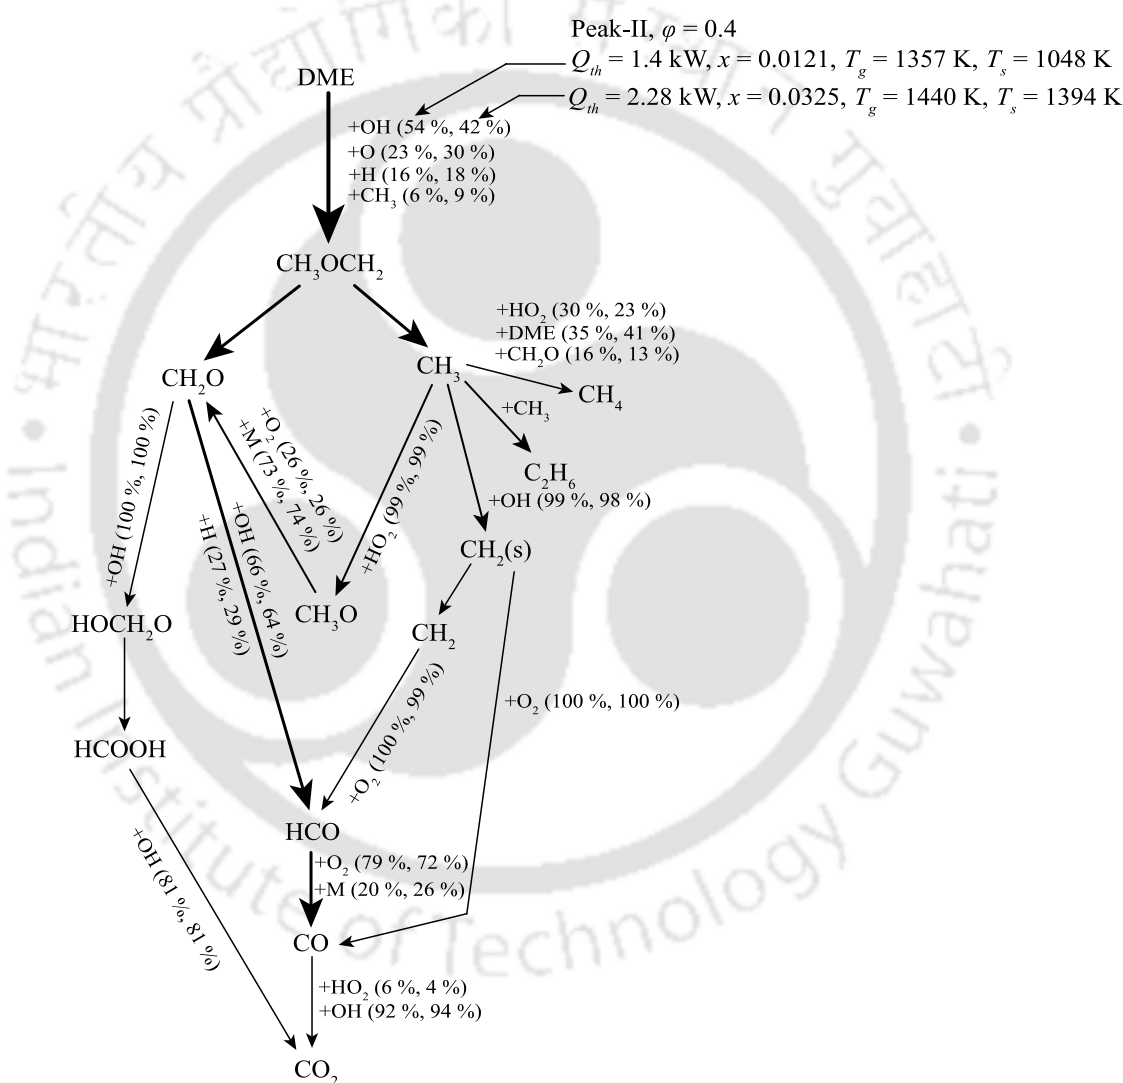 Peak-II, φ = 0.4
Q_th = 1.4 kW, x = 0.0121, T_g = 1357 K, T_s = 1048 K
Q_th = 2.28 kW, x = 0.0325, T_g = 1440 K, T_s = 1394 K
DME
+OH (54 %, 42 %)
+O (23 %, 30 %)
+H (16 %, 18 %)
+CH₃ (6 %, 9 %)
CH₃OCH₂
+HO₂ (30 %, 23 %)
+DME (35 %, 41 %)
+CH₂O (16 %, 13 %)
CH₂O
CH₃
CH₄
+CH₃
C₂H₆
+OH (99 %, 98 %)
+O₂ (26 %, 26 %)
+M (73 %, 74 %)
+HO₂ (99 %, 99 %)
+OH (100 %, 100 %)
+OH (66 %, 64 %)
+H (27 %, 29 %)
CH₂(s)
HOCH₂O
CH₃O
CH₂
+O₂ (100 %, 100 %)
+O₂ (100 %, 99 %)
HCOOH
HCO
+O₂ (79 %, 72 %)
+M (20 %, 26 %)
+OH (81 %, 81 %)
CO
+HO₂ (6 %, 4 %)
+OH (92 %, 94 %)
CO₂
भारतीय प्रौद्योगिकी संस्थान गुवाहाटी
Indian Institute of Technology Guwahati